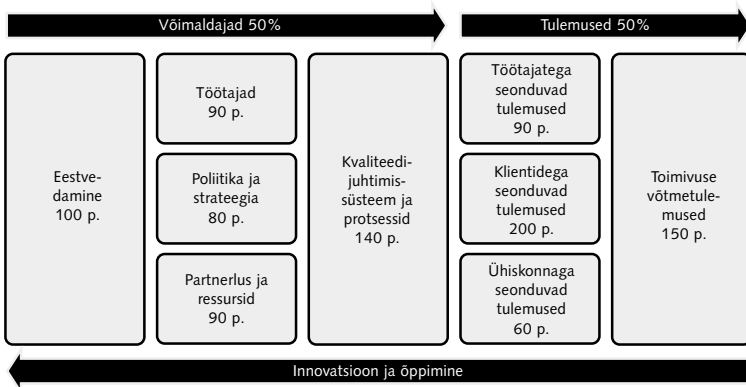 Võimaldajad 50%
Tulemused 50%
Eestve-
damine
100 p.
Töötajad
90 p.
Poliitika ja
strateegia
80 p.
Partnerlus ja
ressursid
90 p.
Kvaliteedi-
juhtimis-
süsteem ja
protsessid
140 p.
Töötajatega
seonduvad
tulemused
90 p.
Klientidega
seonduvad
tulemused
200 p.
Ühiskonnaga
seonduvad
tulemused
60 p.
Toimivuse
võtmetule-
mused
150 p.
Innovatsioon ja õppimine